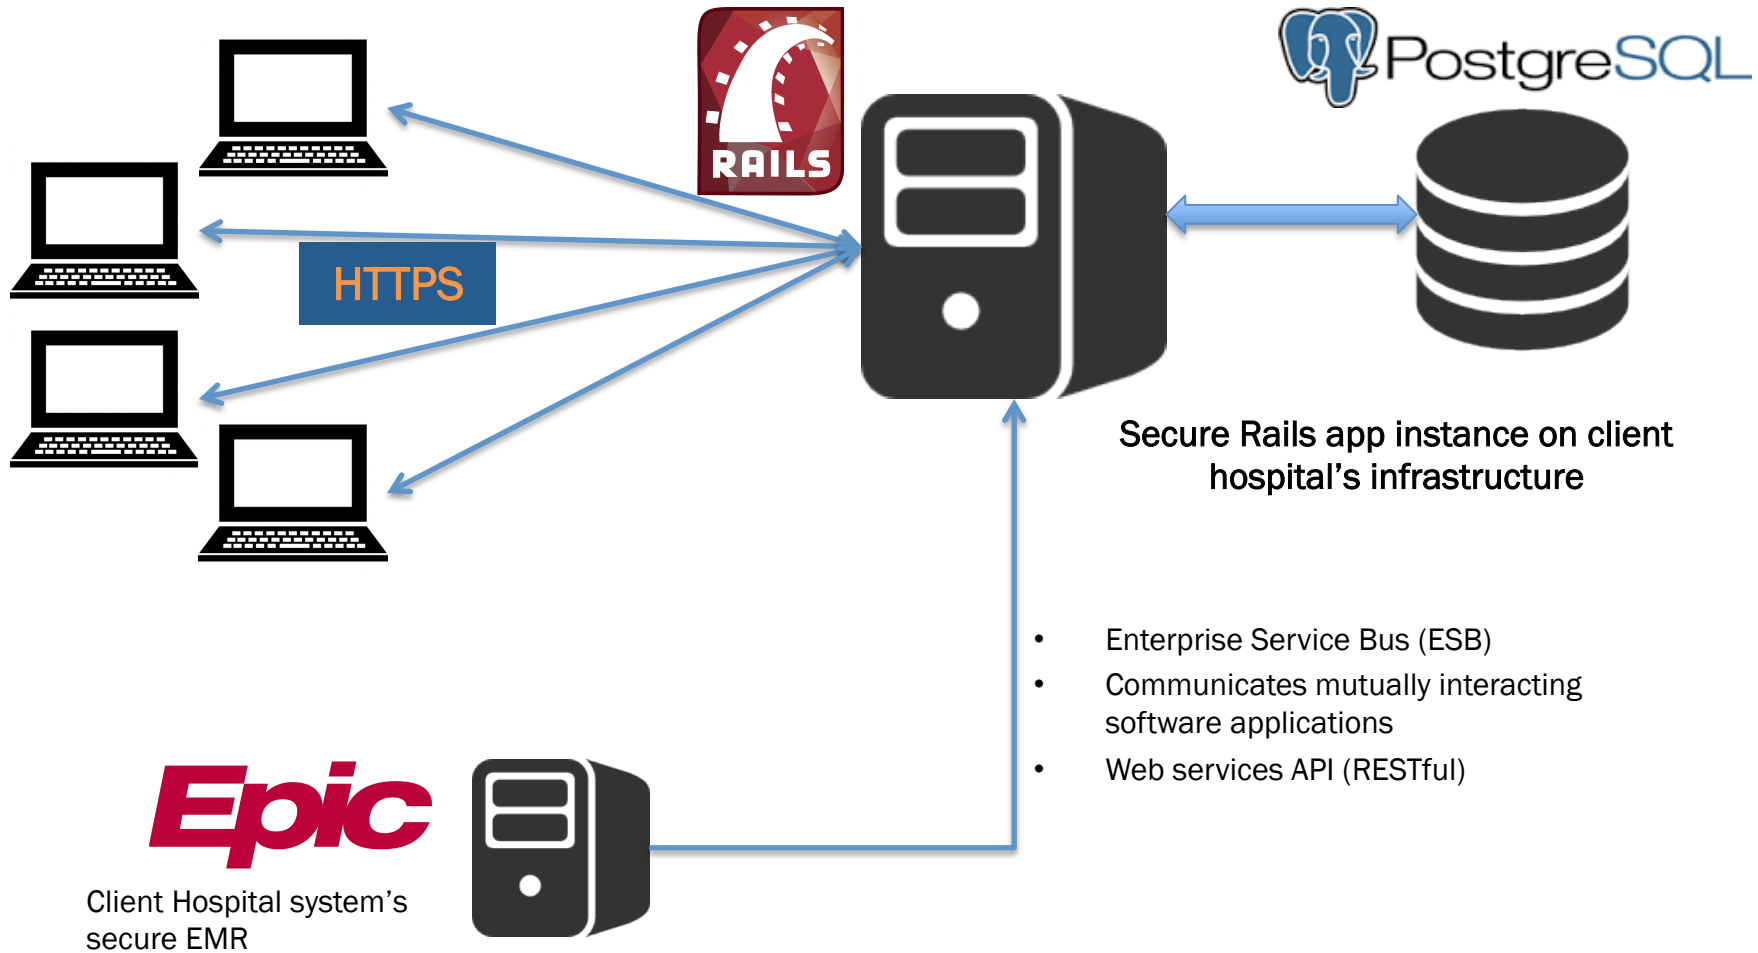 RAILS
PostgreSQL
HTTPS
Secure Rails app instance on client
hospital's infrastructure
• Enterprise Service Bus (ESB)
• Communicates mutually interacting
software applications
• Web services API (RESTful)
Epic
Client Hospital system's
secure EMR